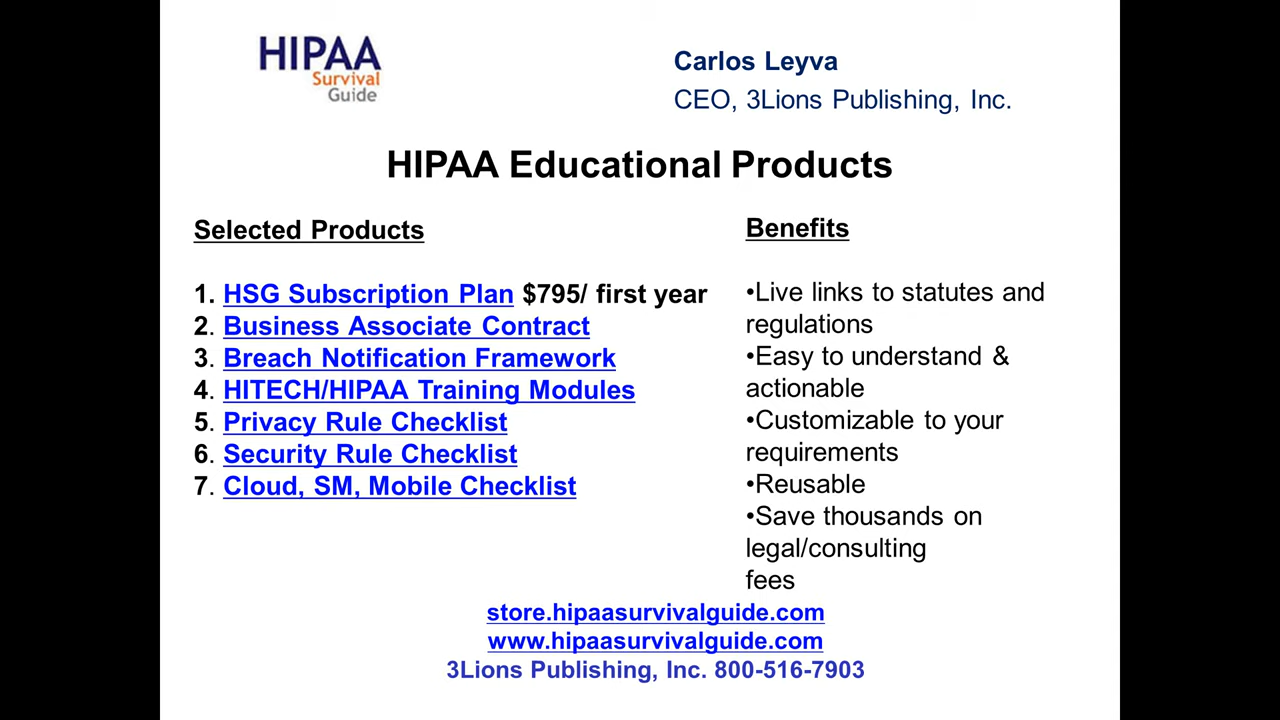 HIPAA
Survival
Guide
Carlos Leyva
CEO, 3Lions Publishing, Inc.
HIPAA Educational Products
Selected Products
1. HSG Subscription Plan $795/ first year
2. Business Associate Contract
3. Breach Notification Framework
4. HITECH/HIPAA Training Modules
5. Privacy Rule Checklist
6. Security Rule Checklist
7. Cloud, SM, Mobile Checklist
Benefits
•Live links to statutes and
regulations
•Easy to understand &
actionable
•Customizable to your
requirements
•Reusable
•Save thousands on
legal/consulting
fees
store.hipaasurvivalguide.com
www.hipaasurvivalguide.com
3Lions Publishing, Inc. 800-516-7903